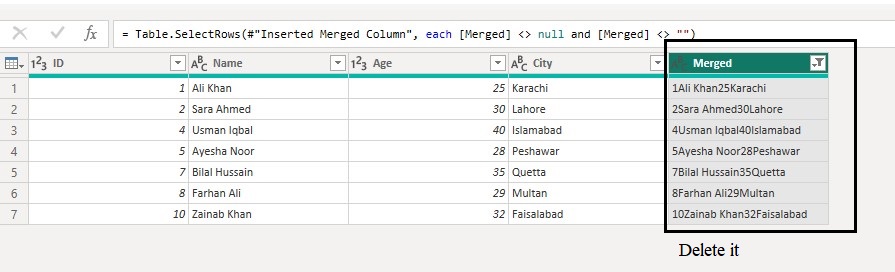 = Table.SelectRows(#"Inserted Merged Column", each [Merged] <> null and [Merged] <> "")
123 ID ABC Name 123 Age ABC City ABC Merged
1 1 Ali Khan 25 Karachi 1Ali Khan25Karachi
2 2 Sara Ahmed 30 Lahore 2Sara Ahmed30Lahore
3 4 Usman Iqbal 40 Islamabad 4Usman Iqbal40Islamabad
4 5 Ayesha Noor 28 Peshawar 5Ayesha Noor28Peshawar
5 7 Bilal Hussain 35 Quetta 7Bilal Hussain35Quetta
6 8 Farhan Ali 29 Multan 8Farhan Ali29Multan
7 10 Zainab Khan 32 Faisalabad 10Zainab Khan32Faisalabad
Delete it